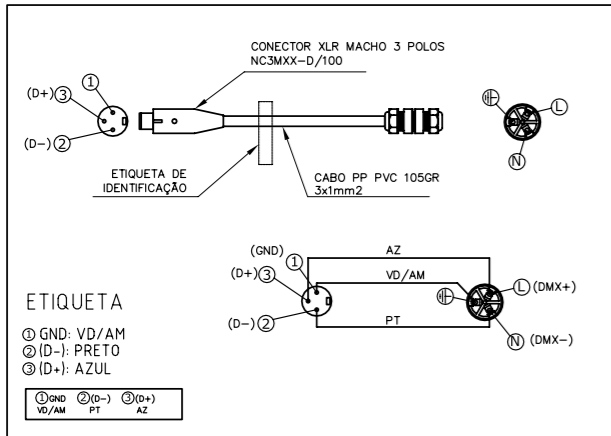 CONECTOR XLR MACHO 3 POLOS
NC3MXX-D/100
1
(D+) 3
(D-) 2
L
N
ETIQUETA DE
IDENTIFICAÇÃO
CABO PP PVC 105GR
3x1mm2
(GND) 1
AZ
(D+) 3
VD/AM
L (DMX+)
(D-) 2
PT
N (DMX-)
ETIQUETA
1 GND: VD/AM
2 (D-): PRETO
3 (D+): AZUL
1 GND 2 (D-) 3 (D+)
VD/AM PT AZ